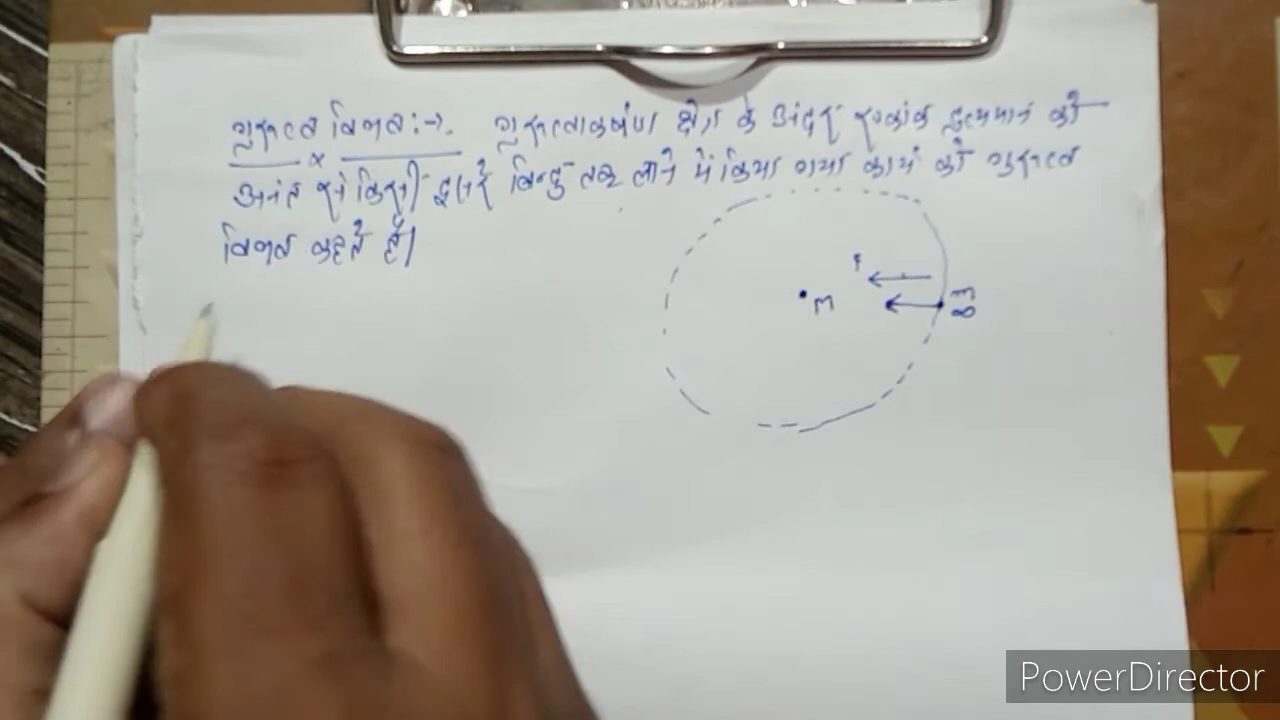 गुरुत्व विभव :→. गुरुत्वाकर्षण क्षेत्र के अंदर एकांक द्रव्यमान को
अनंत से किसी दूसरे बिन्दु तक लाने में किया गया कार्य को गुरुत्व
विभव कहते हैं।
F
M
m
∞
PowerDirector